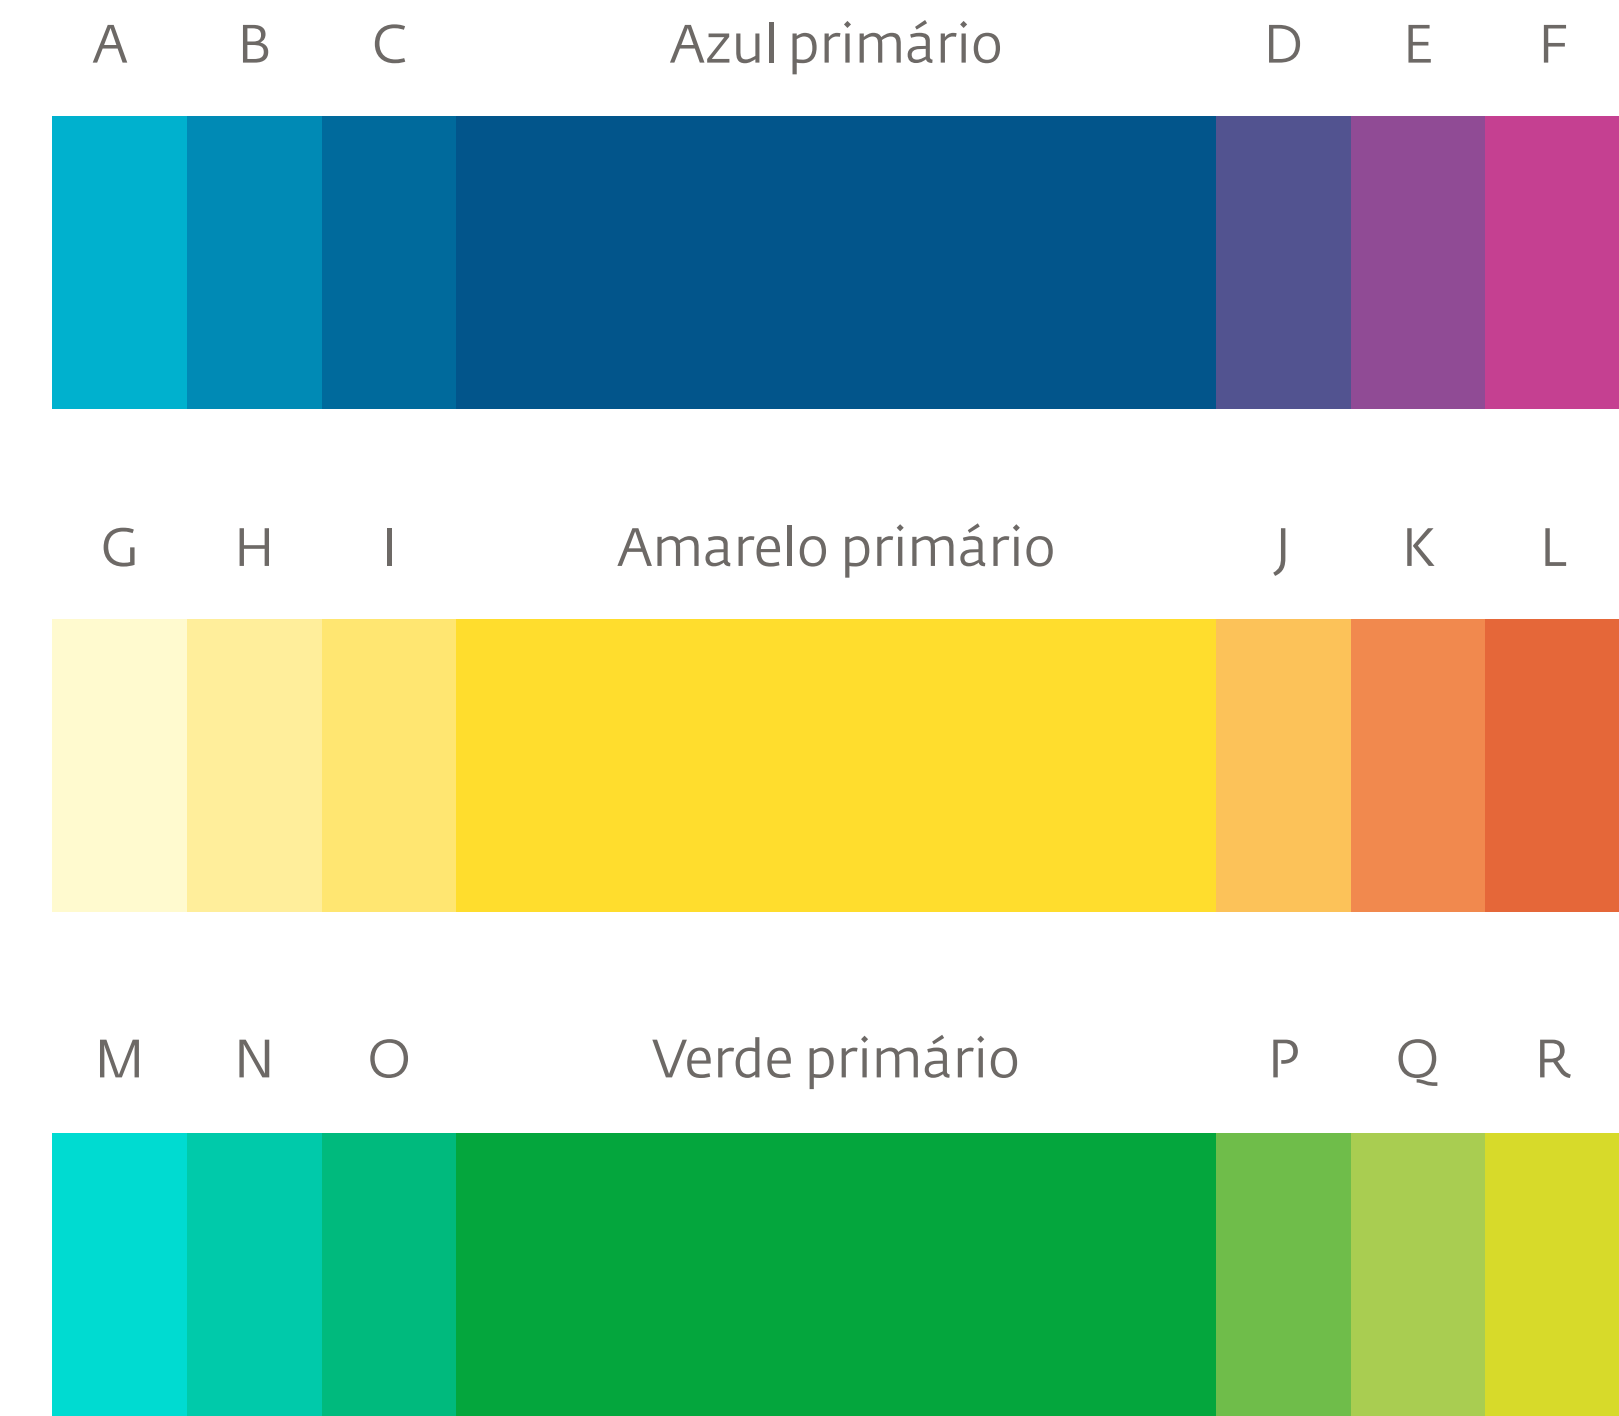 A B C Azul primário D E F
G H I Amarelo primário J K L
M N O Verde primário P Q R